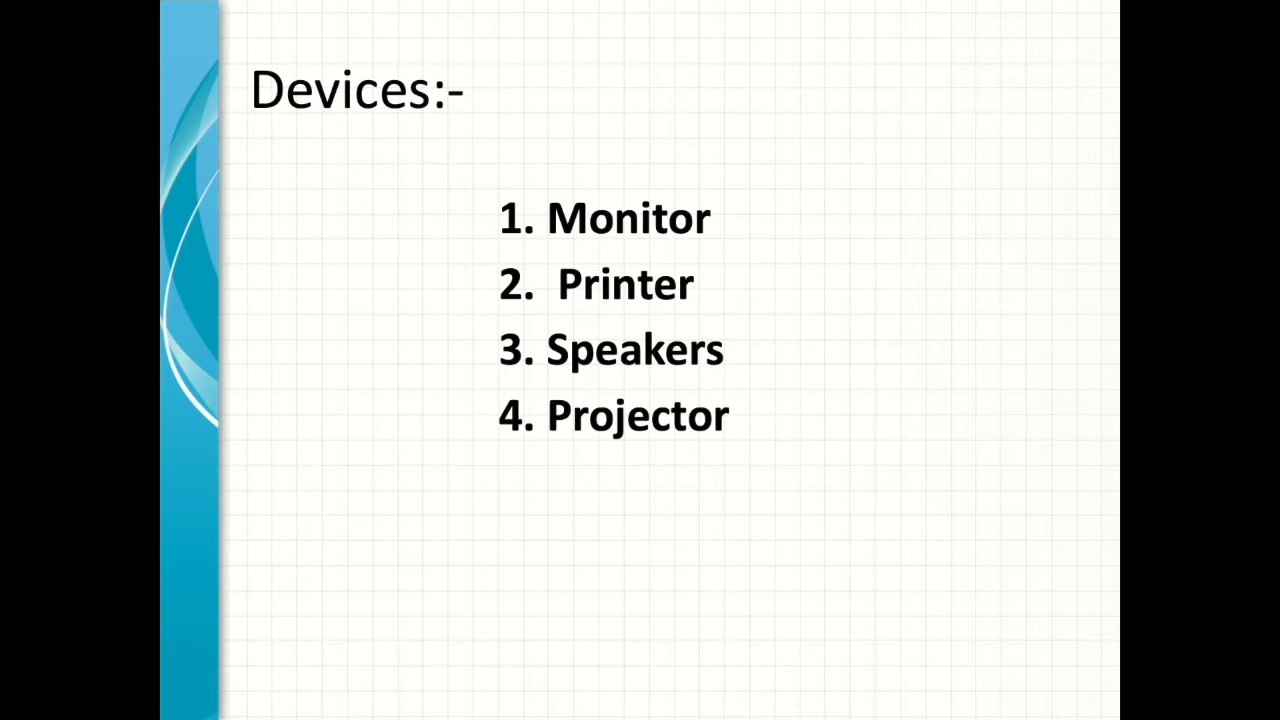 Devices:-
1. Monitor
2. Printer
3. Speakers
4. Projector